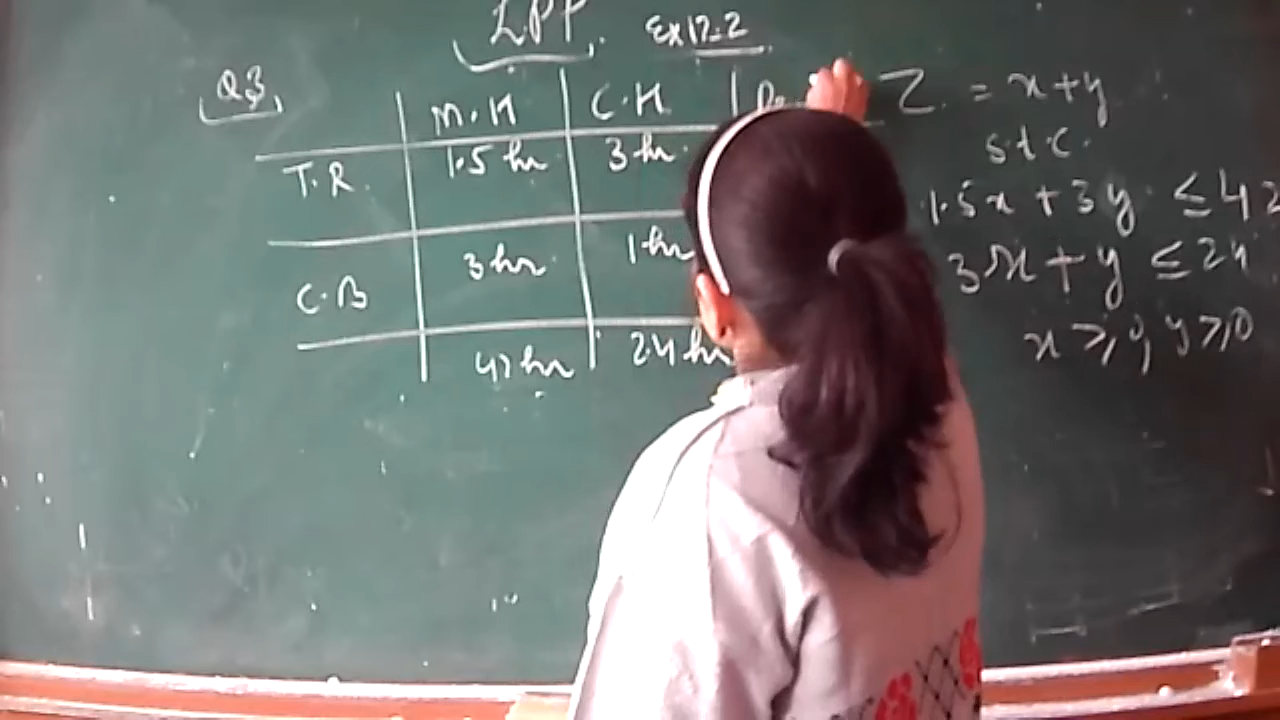 LPP. Ex 12.2
Q3
M.H C.H Z = x+y
s t c.
T.R. 1.5 hr 3 hr 1.5x + 3y ≤ 42
C.B 3 hr 1 hr 3x + y ≤ 24
x ≥ 0, y ≥ 0
42 hr 24 hr